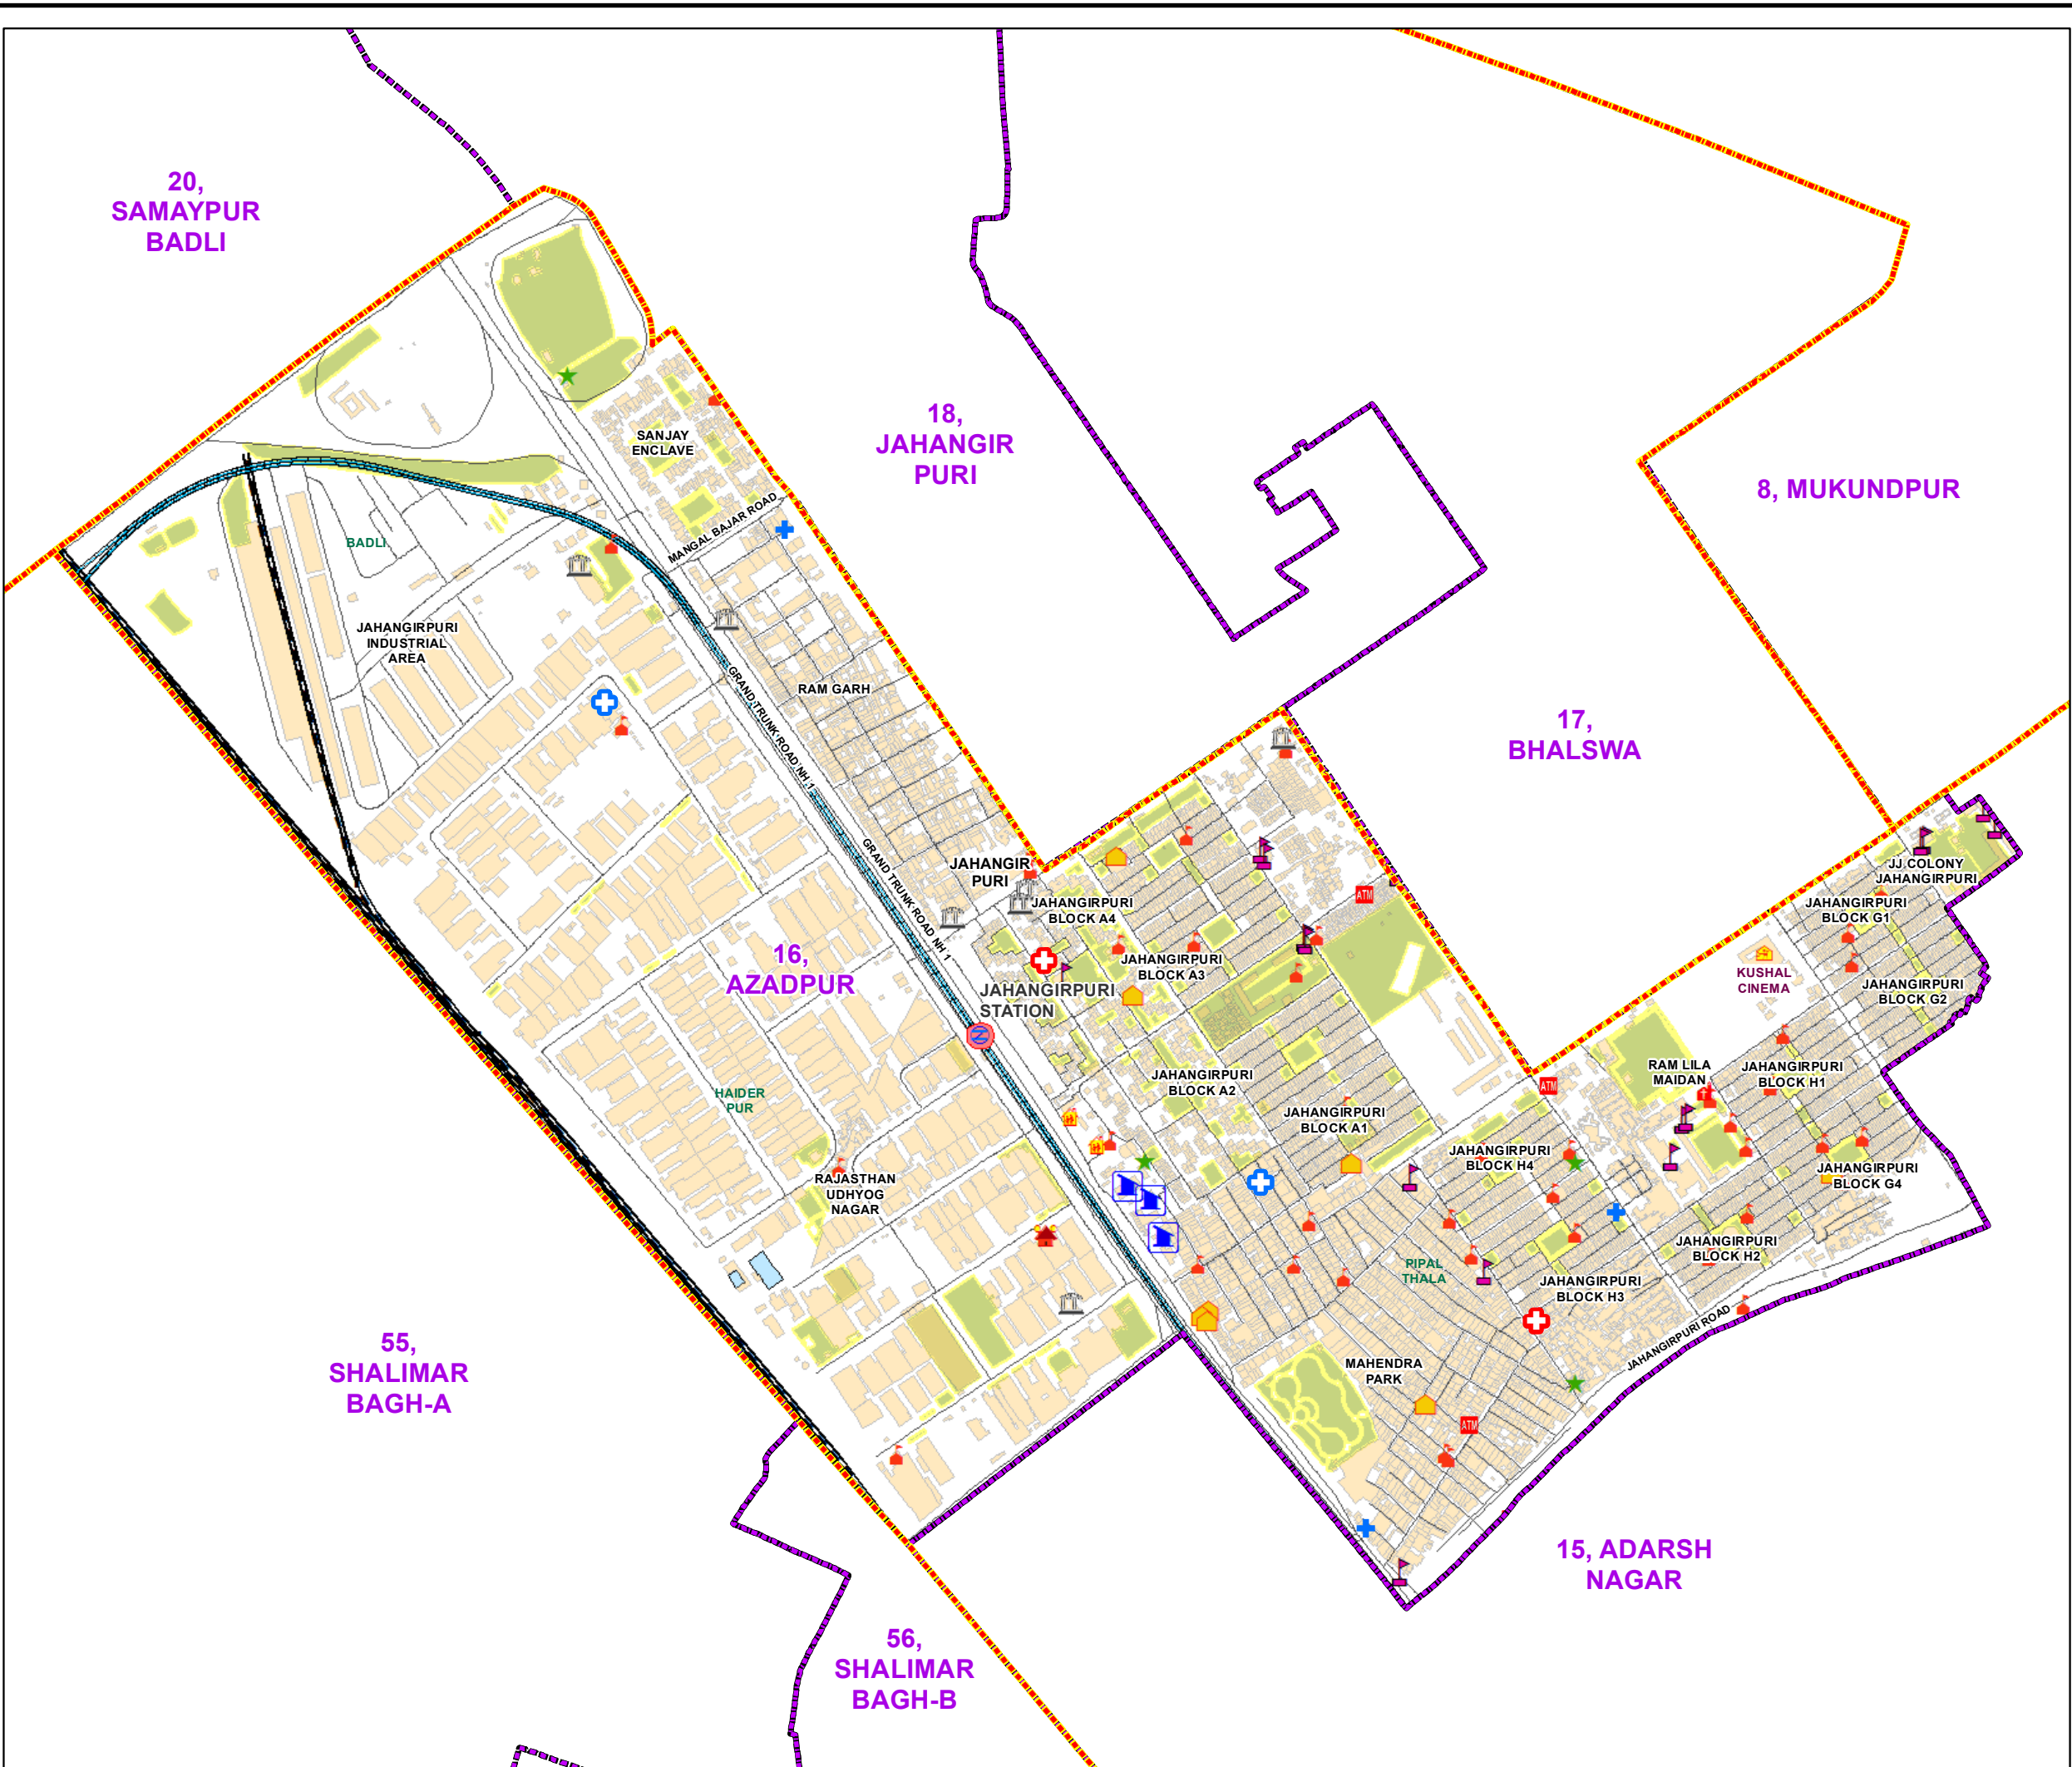 20,
SAMAYPUR
BADLI
18,
JAHANGIR
PURI
8, MUKUNDPUR
SANJAY
ENCLAVE
MANGAL BAJAR ROAD
BADLI
JAHANGIRPURI
INDUSTRIAL
AREA
RAM GARH
GRAND TRUNK ROAD NH 1
17,
BHALSWA
GRAND TRUNK ROAD NH 1
JAHANGIR
PURI
JAHANGIRPURI
BLOCK A4
ATM
JJ COLONY
JAHANGIRPURI
JAHANGIRPURI
BLOCK G1
16,
AZADPUR
JAHANGIRPURI
BLOCK A3
KUSHAL
CINEMA
JAHANGIRPURI
BLOCK G2
JAHANGIRPURI
STATION
JAHANGIRPURI
BLOCK A2
ATM
RAM LILA
MAIDAN
JAHANGIRPURI
BLOCK H1
HAIDER
PUR
JAHANGIRPURI
BLOCK A1
JAHANGIRPURI
BLOCK H4
JAHANGIRPURI
BLOCK G4
RAJASTHAN
UDHYOG
NAGAR
JAHANGIRPURI
BLOCK H2
PIPAL
THALA
JAHANGIRPURI
BLOCK H3
JAHANGIRPURI ROAD
55,
SHALIMAR
BAGH-A
MAHENDRA
PARK
ATM
15, ADARSH
NAGAR
56,
SHALIMAR
BAGH-B